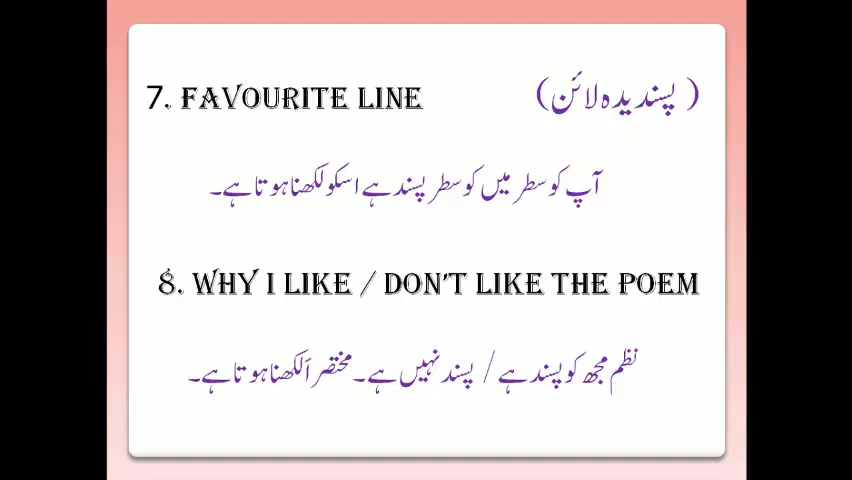 7. FAVOURITE LINE (پسندیدہ لائن)
آپ کو سطر میں کو سطر پسند ہے اسکو لکھنا ہوتا ہے۔
8. WHY I LIKE / DON'T LIKE THE POEM
نظم مجھ کو پسند ہے / پسند نہیں ہے۔ مختصراً لکھنا ہوتا ہے۔